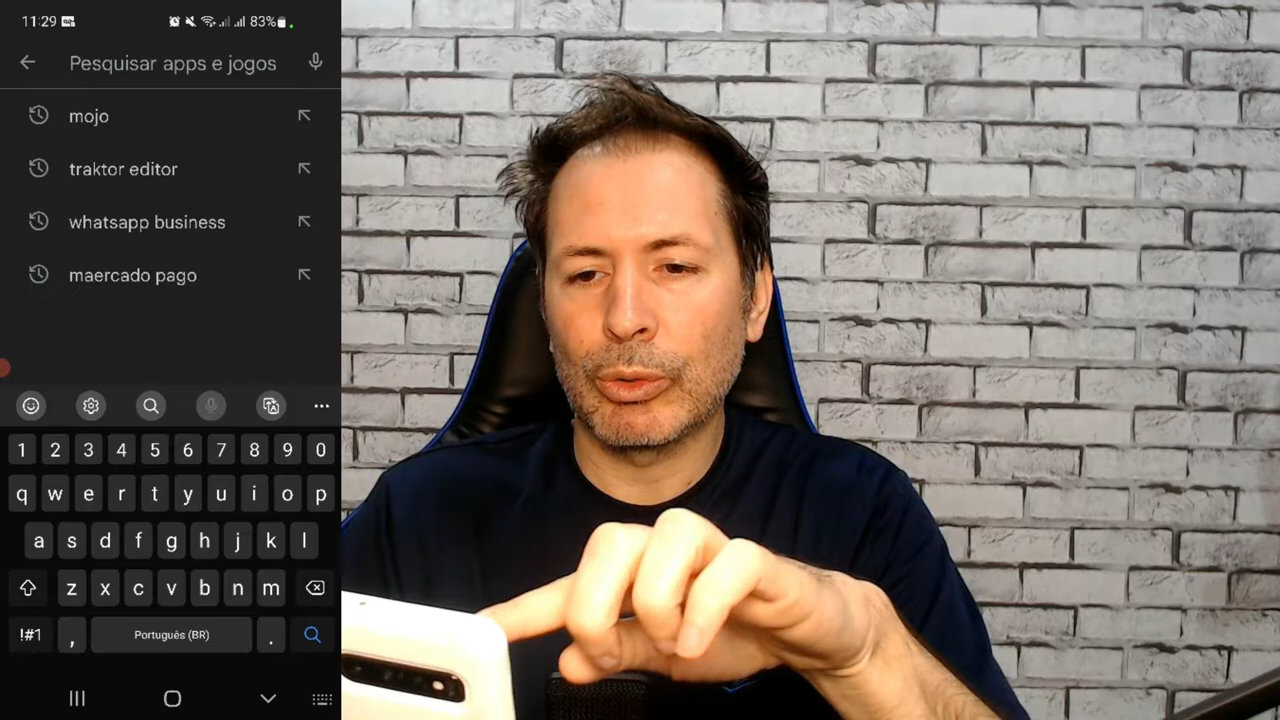 11:29 83%
Pesquisar apps e jogos
mojo
traktor editor
whatsapp business
maercado pago
1 2 3 4 5 6 7 8 9 0
q w e r t y u i o p
a s d f g h j k l
z x c v b n m
!#1 , Português (BR) .